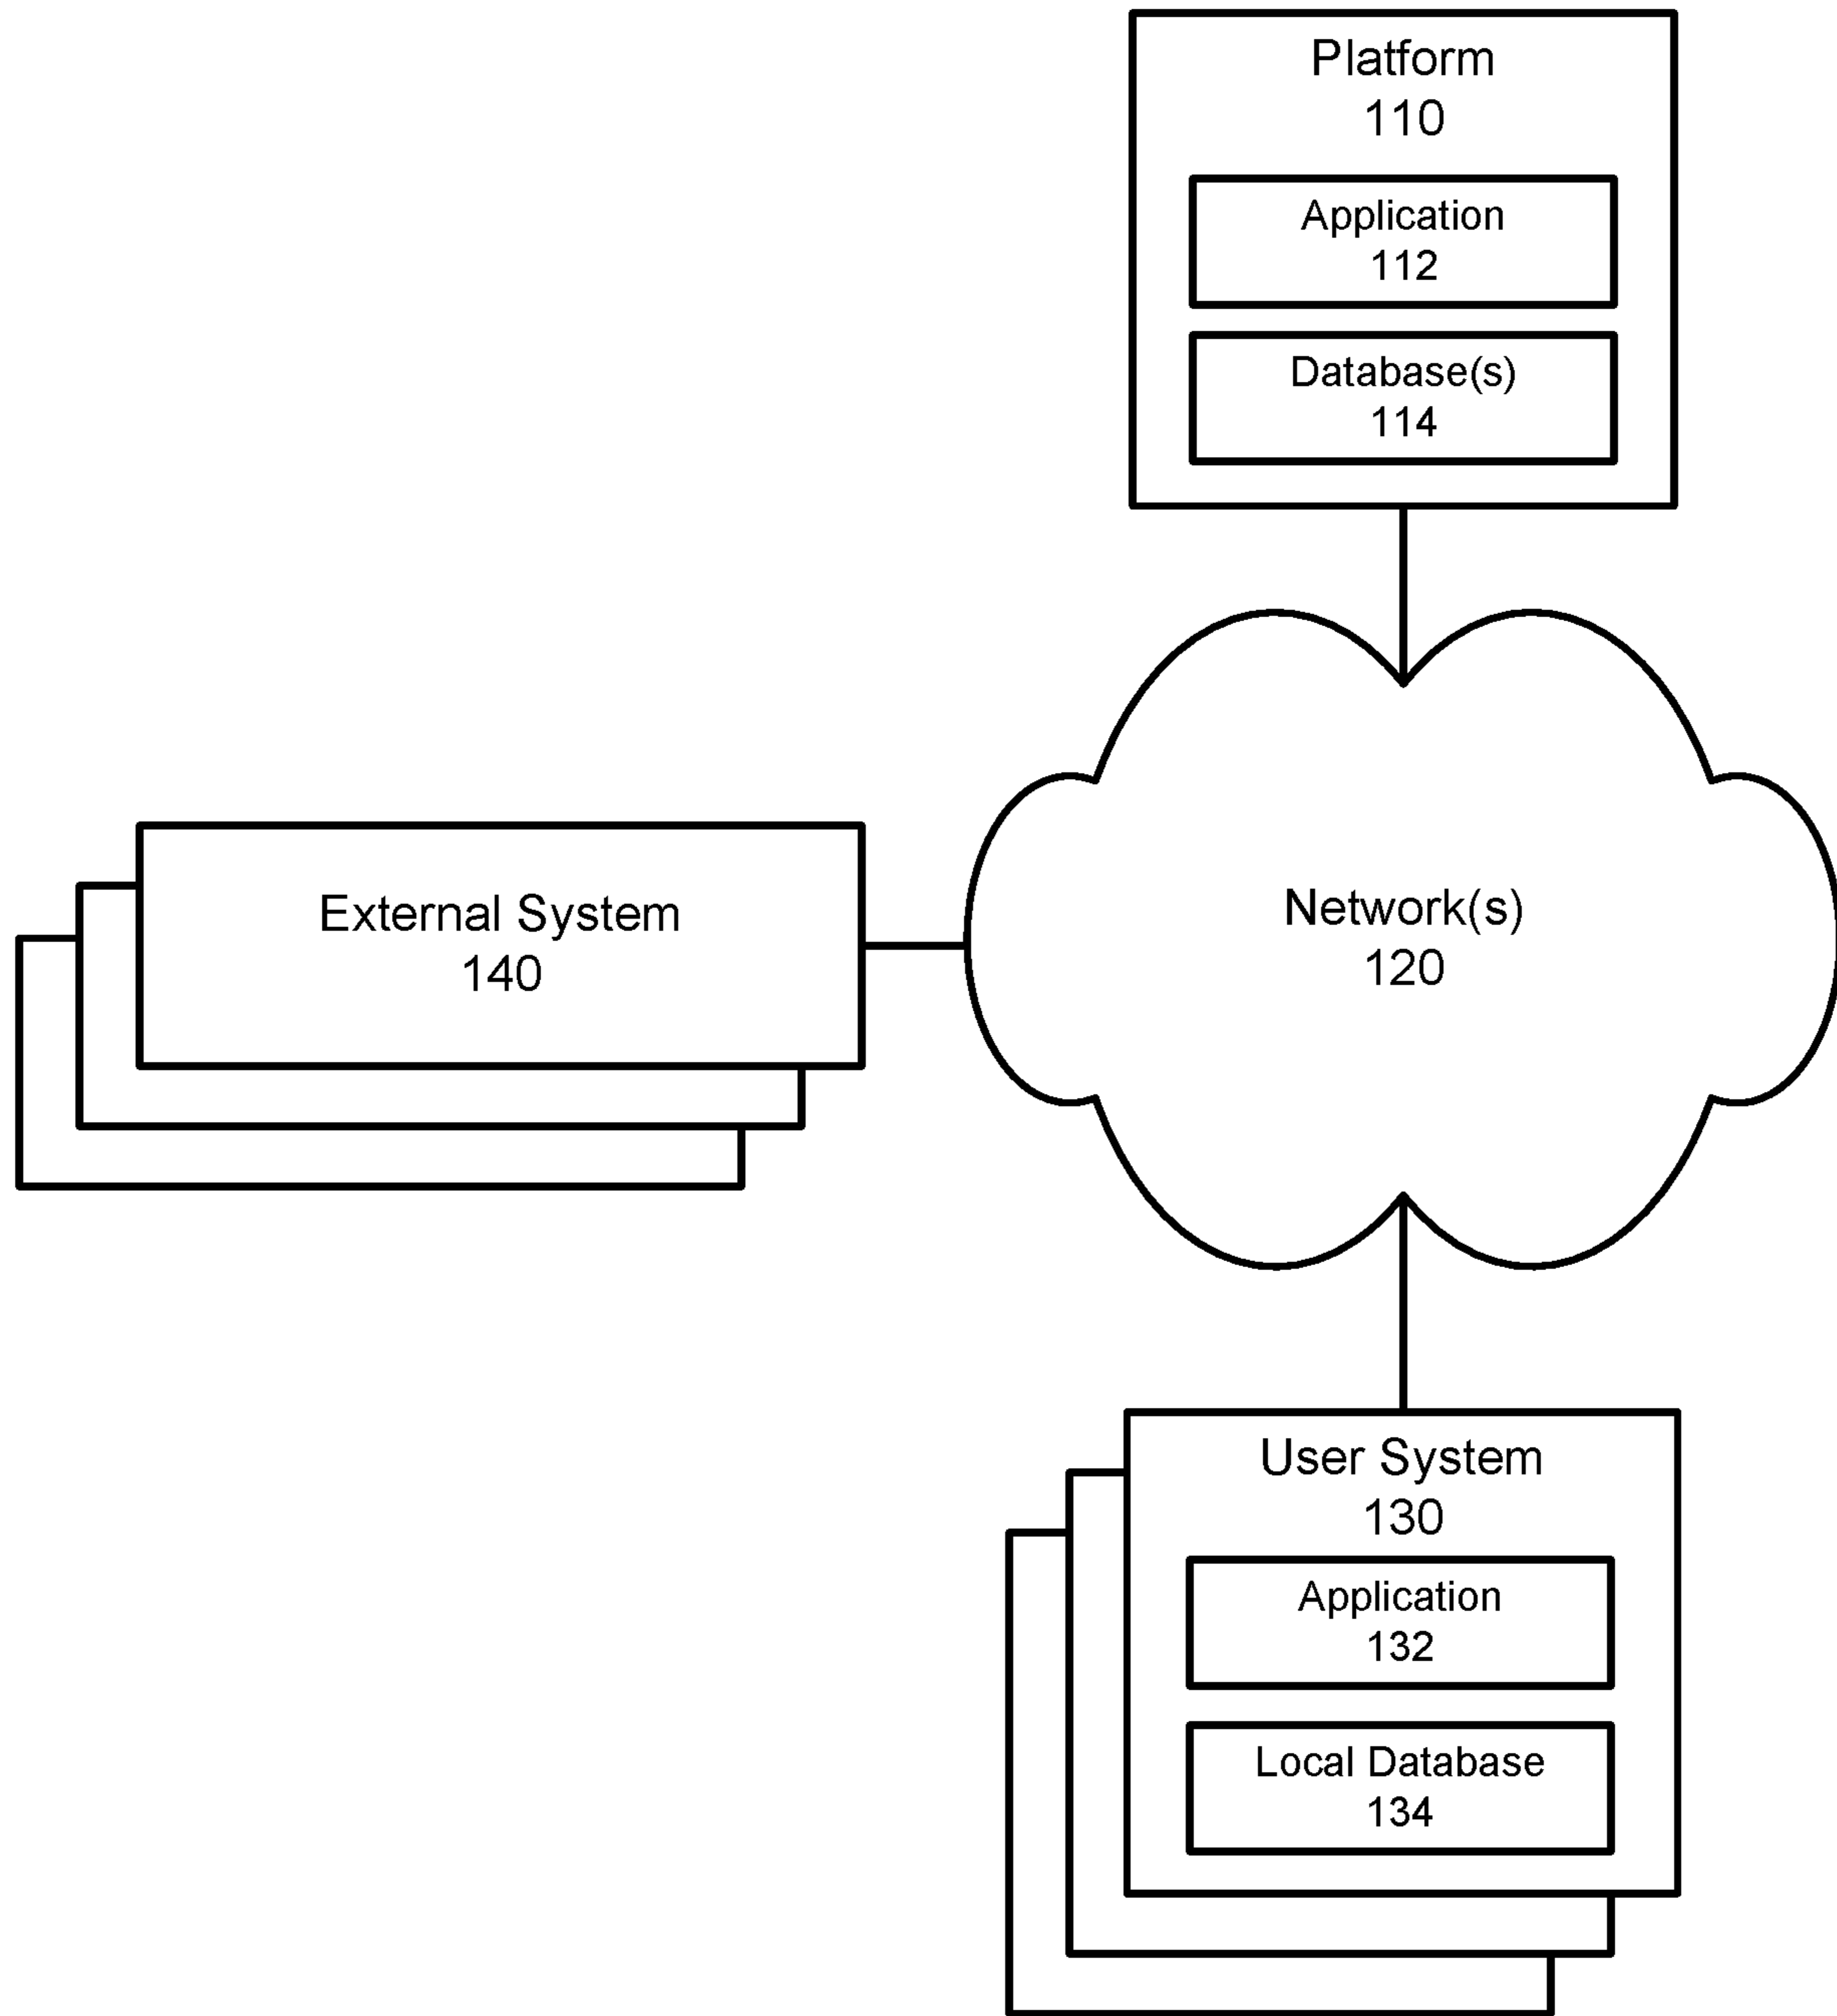 Platform
110
Application
112
Database(s)
114
External System
140
Network(s)
120
User System
130
Application
132
Local Database
134